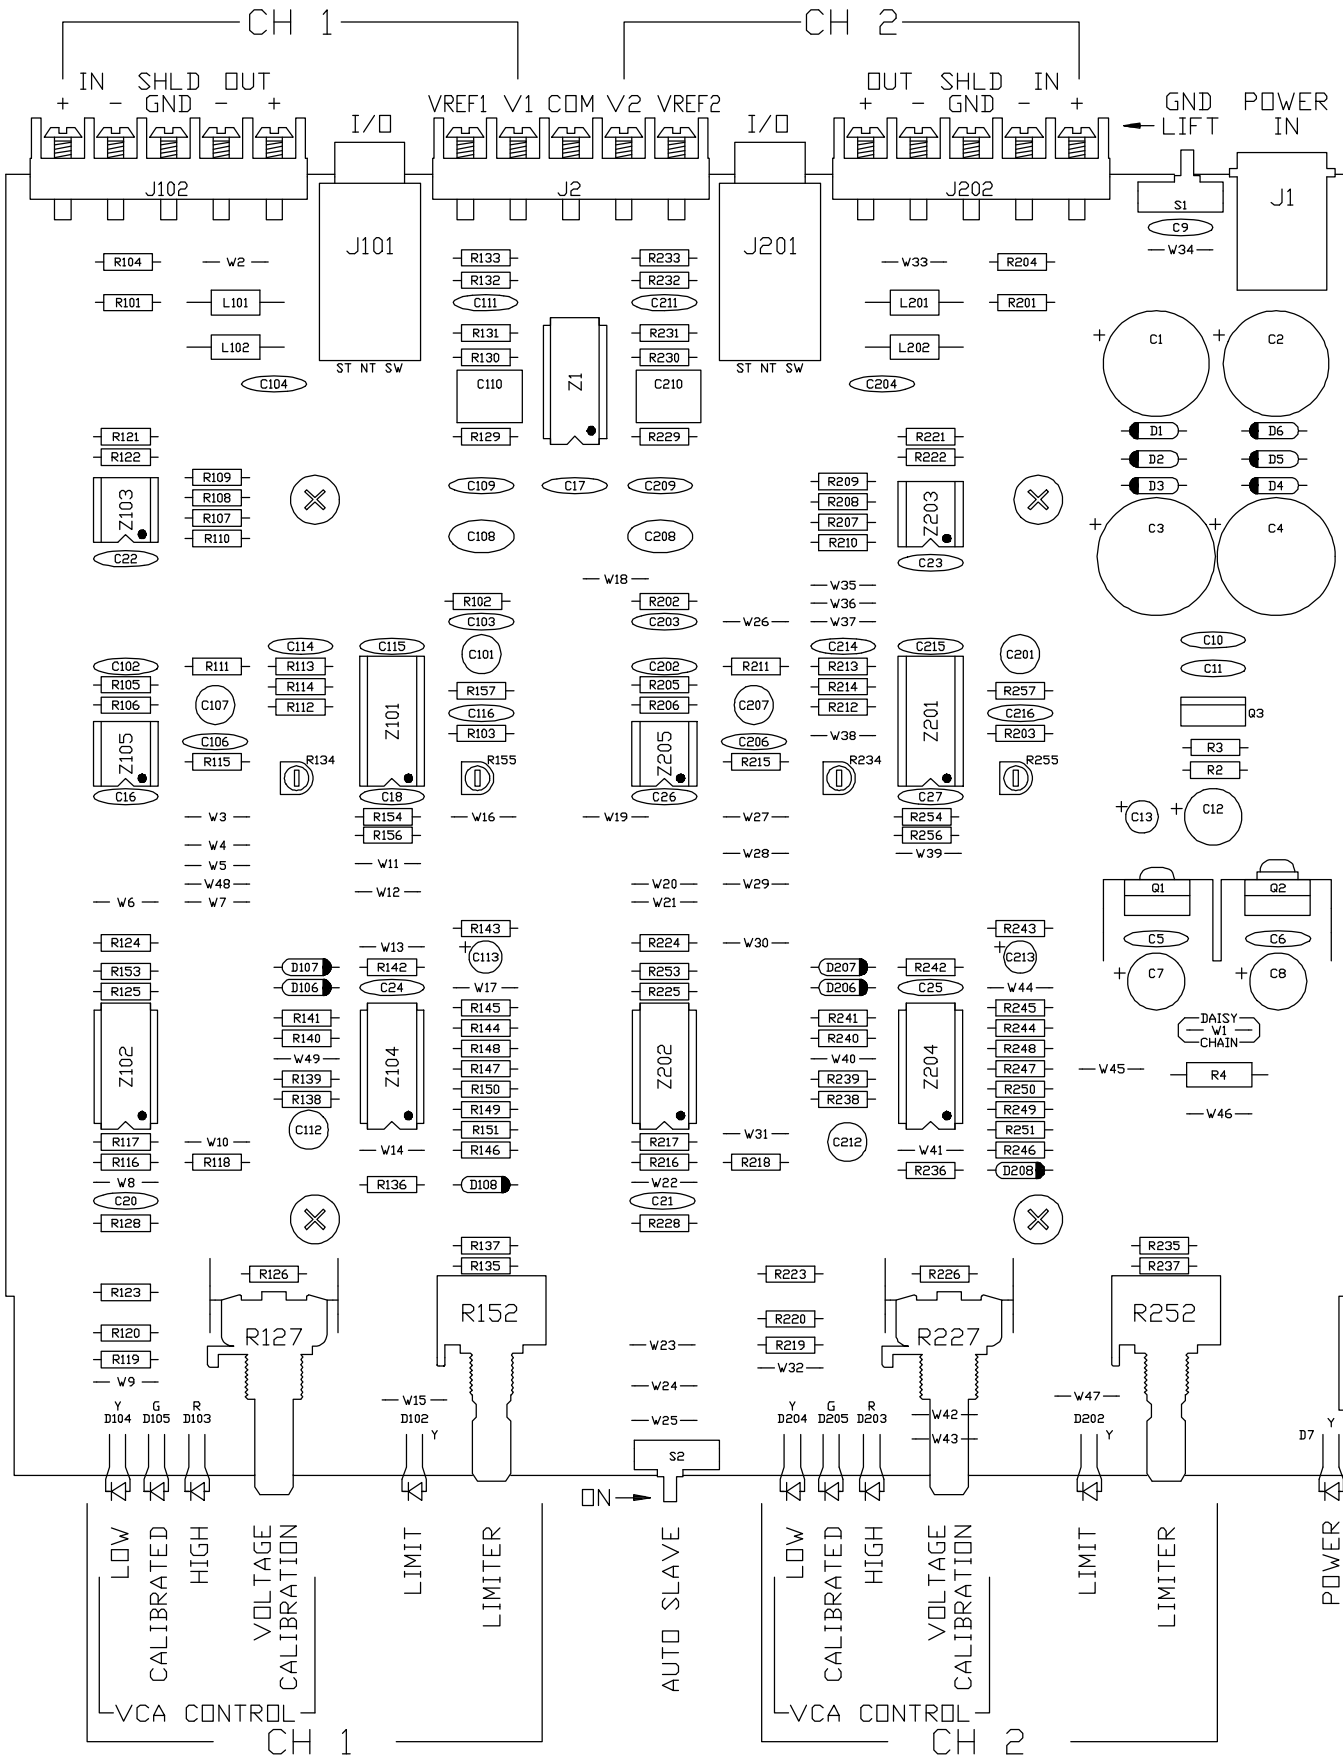 CH 1 CH 2
IN SHLD OUT OUT SHLD IN
+ - GND - + VREF1 V1 COM V2 VREF2 + - GND - + GND POWER
I/O I/O LIFT IN
J102 J2 J202 S1 J1
C9
J101 J201 W34
R104 W2 R133 R233 W33 R204
R132 R232
R101 L101 C111 C211 L201 R201
R131 R231
L102 R130 R230 L202 C1 C2
ST NT SW ST NT SW
C104 C110 Z1 C210 C204
+ +
R121 R129 R229 R221 D1 D6
R122 R222 D2 D5
R109 C109 C17 C209 R209 D3 D4
R108 R208
Z103 R107 R207 Z203
R110 C108 C208 R210 C3 C4
+ +
C22 C23
W18 W35
R102 R202 W36
C103 C203 W26 W37
C114 C115 C101 C214 C215 C201 C10
C102 R111 R113 C202 R211 R213 C11
R105 R114 R157 R205 R214 R257
R106 C107 R112 C116 R206 C207 R212 C216 Q3
Z105 C106 Z101 R103 Z205 C206 W38 Z201 R203 R3
R115 R134 R155 R215 R234 R255 R2
C16 C18 C26 C27
W3 R154 W16 W19 W27 R254 +C13 +C12
W4 R156 R256
W5 W11 W28 W39
W48 W12 W20 W29 Q1 Q2
W6 W7 W21
R124 W13 R143 R224 W30 R243 C5 C6
R153 D107 R142 +C113 R253 D207 R242 +C213 +C7 +C8
R125 D106 C24 W17 R225 D206 C25 W44
R145 R245
R141 R144 R241 R244 DAISY
R140 R148 R240 R248 W1
CHAIN
Z102 W49 Z104 R147 Z202 W40 Z204 R247 W45 R4
R139 R150 R239 R250
R138 R149 R238 R249 W46
C112 R151 C212 R251
R117 W10 W14 R146 R217 W31 W41 R246
R116 R118 R216 R218 R236 D208
W8 R136 D108 W22
C20 C21
R128 R228
R137 R235
R126 R135 R223 R226 R237
R123
R127 R152 R220 R227 R252
R120 W23 R219
R119 W32
W9 W24
W15 W47
Y G R D102 W25 Y G R W42 D202 Y
D104 D105 D103 Y D204 D205 D203 W43 Y D7
S2
ON
LOW CALIBRATED HIGH VOLTAGE CALIBRATION LIMIT LIMITER AUTO SLAVE LOW CALIBRATED HIGH VOLTAGE CALIBRATION LIMIT LIMITER POWER
VCA CONTROL VCA CONTROL
CH 1 CH 2